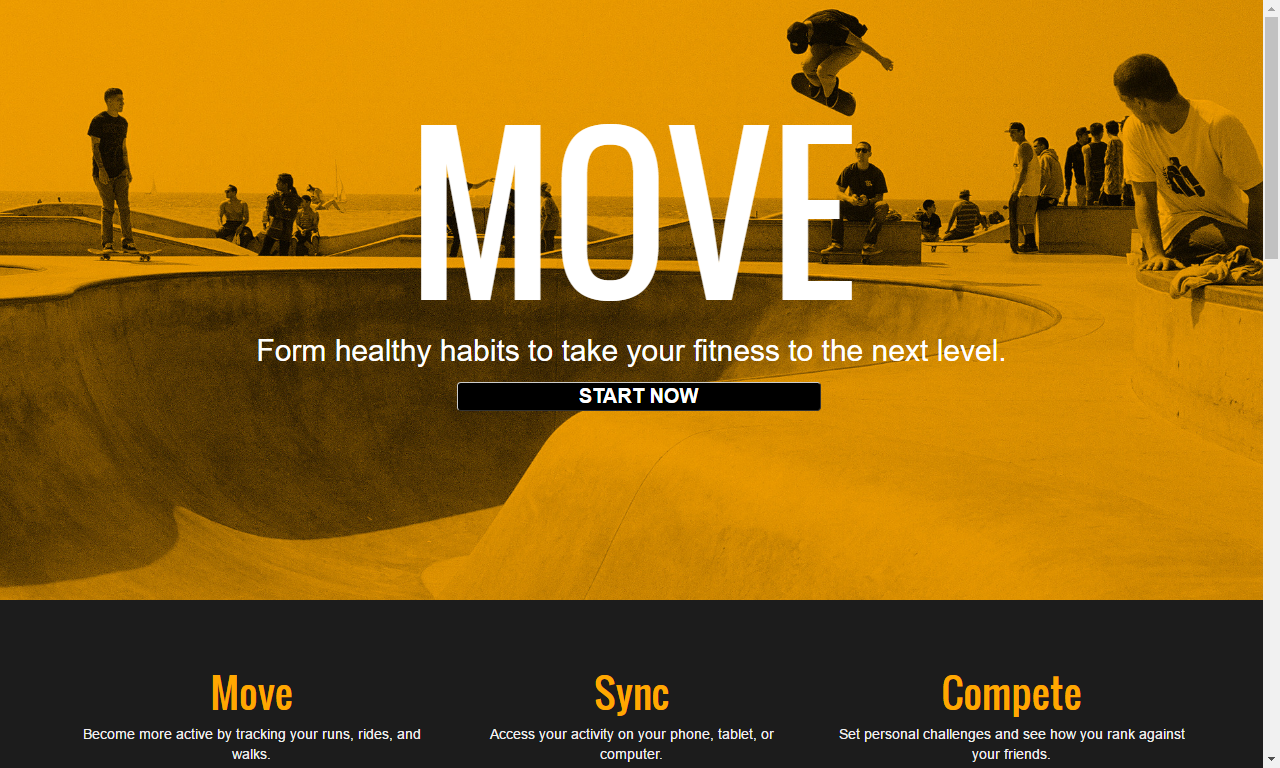 MOVE
Form healthy habits to take your fitness to the next level.
START NOW
Move
Become more active by tracking your runs, rides, and
walks.
Sync
Access your activity on your phone, tablet, or
computer.
Compete
Set personal challenges and see how you rank against
your friends.